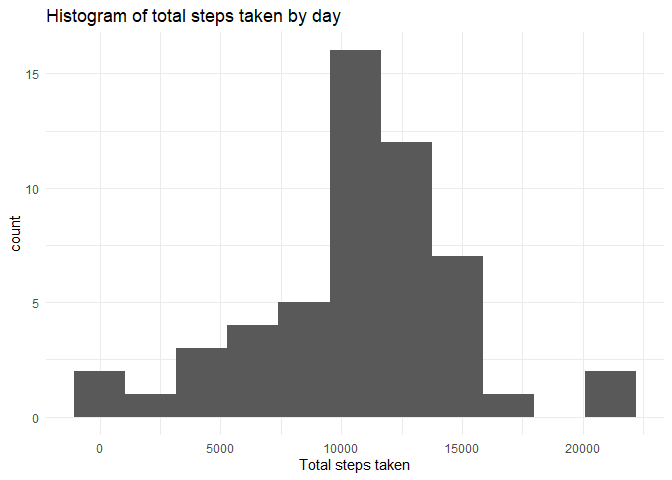 Histogram of total steps taken by day
15
10
5
0
count
0 5000 10000 15000 20000
Total steps taken